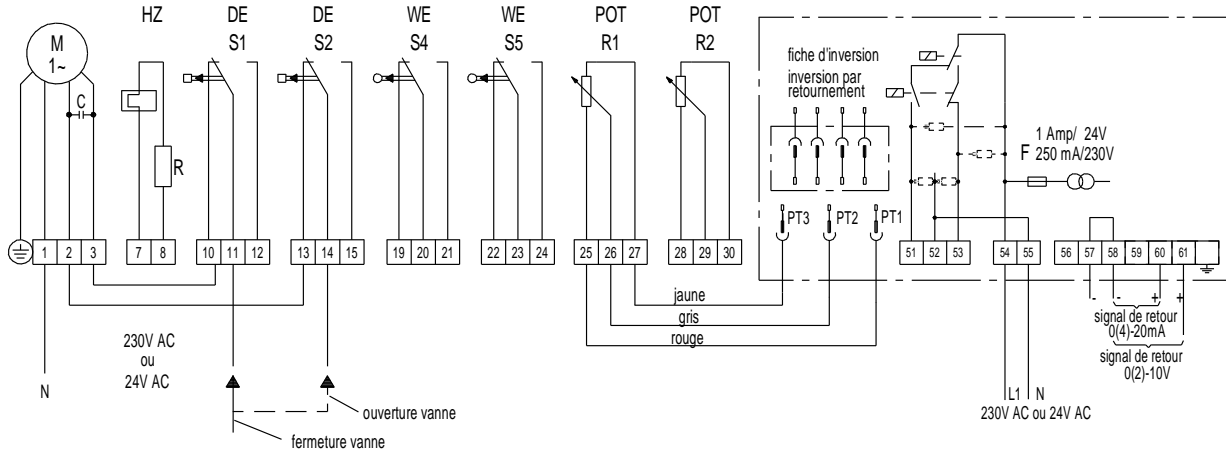 HZ DE DE WE WE POT POT
S1 S2 S4 S5 R1 R2
M
1~
C
R
fiche d'inversion
inversion par
retournement
1 Amp/ 24V
F 250 mA/230V
PT3 PT2 PT1
1 2 3 7 8 10 11 12 13 14 15 19 20 21 22 23 24 25 26 27 28 29 30 51 52 53 54 55 56 57 58 59 60 61
- - + +
jaune
gris
rouge
signal de retour
0(4)-20mA
signal de retour
0(2)-10V
230V AC
ou
24V AC
N
L1 N
230V AC ou 24V AC
ouverture vanne
fermeture vanne